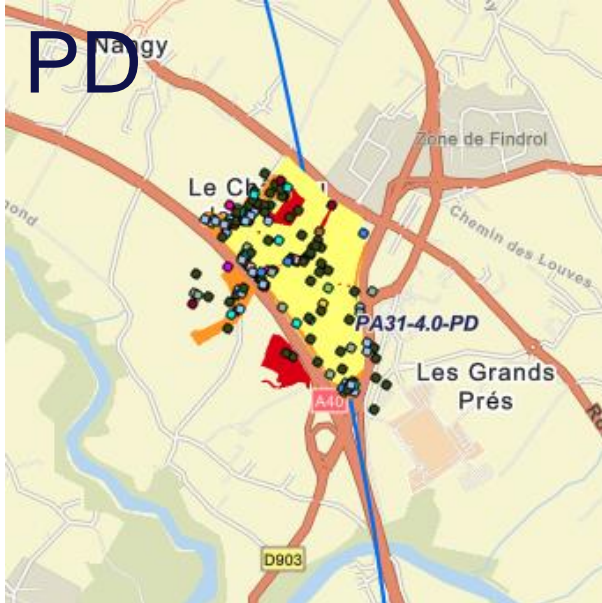 PD
Nangy
Zone de Findrol
Le Ch
Chemin des Louves
PA31-4.0-PD
Les Grands
Prés
A40
D903